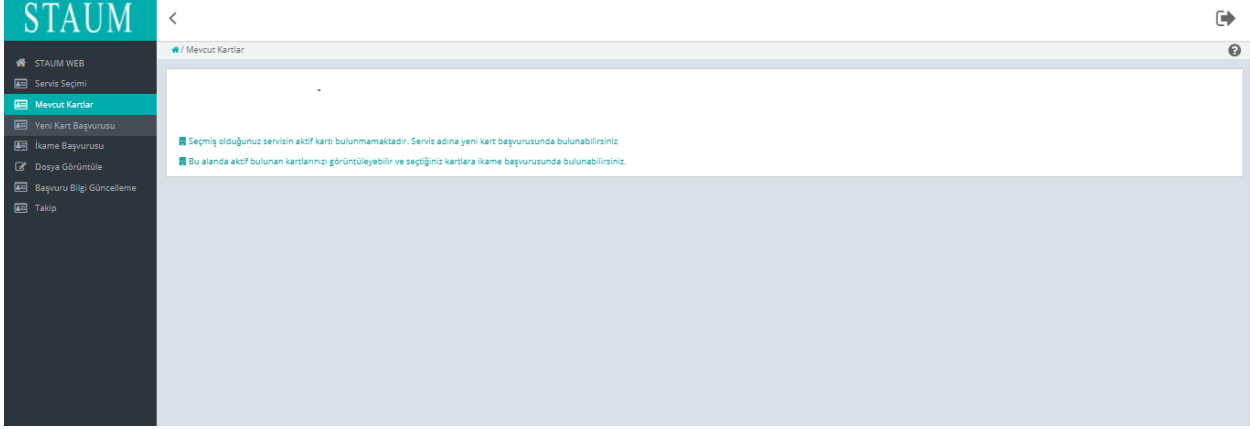 STAUM
/ Mevcut Kartlar
STAUM WEB
Servis Seçimi
Mevcut Kartlar
Yeni Kart Başvurusu
İkame Başvurusu
Dosya Görüntüle
Başvuru Bilgi Güncelleme
Takip
-
Seçmiş olduğunuz servisin aktif kartı bulunmamaktadır. Servis adına yeni kart başvurusunda bulunabilirsiniz
Bu alanda aktif bulunan kartlarınızı görüntüleyebilir ve seçtiğiniz kartlara ikame başvurusunda bulunabilirsiniz.